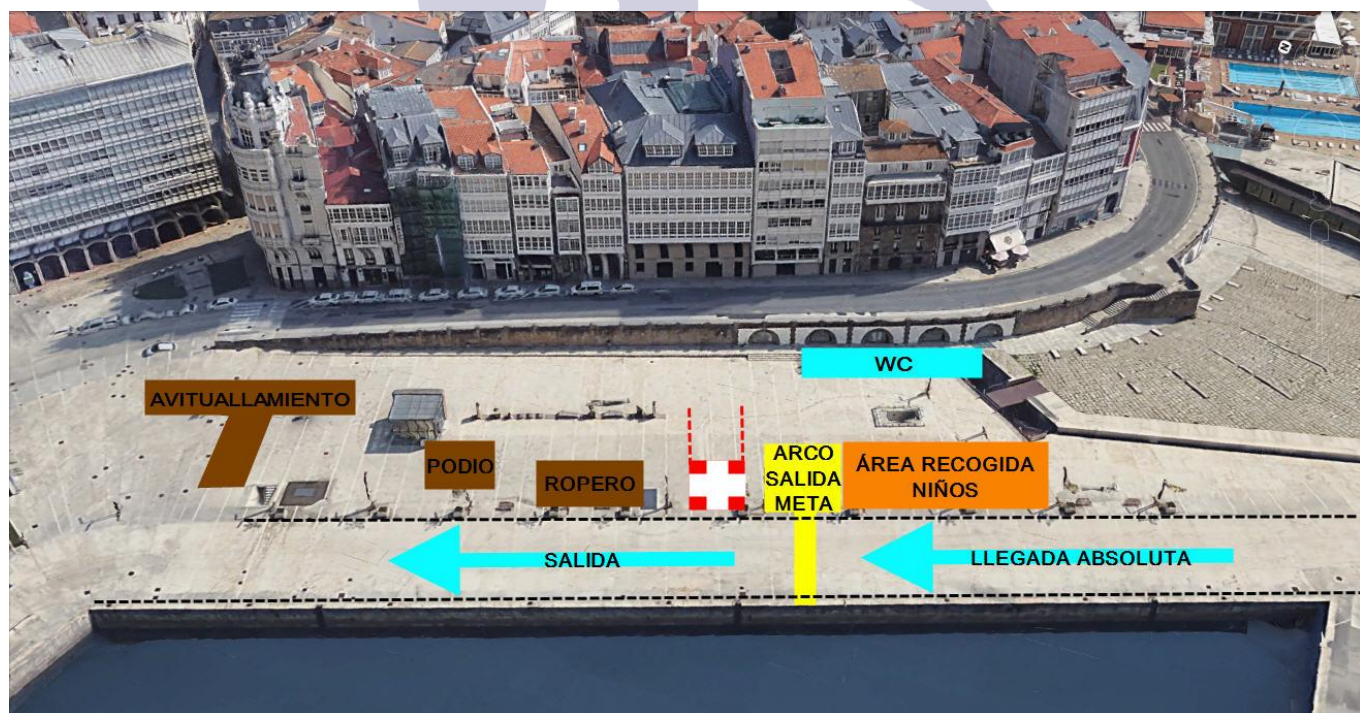 WC
AVITUALLAMIENTO
PODIO
ROPERO
ARCO
SALIDA
META
ÁREA RECOGIDA
NIÑOS
SALIDA
LLEGADA ABSOLUTA